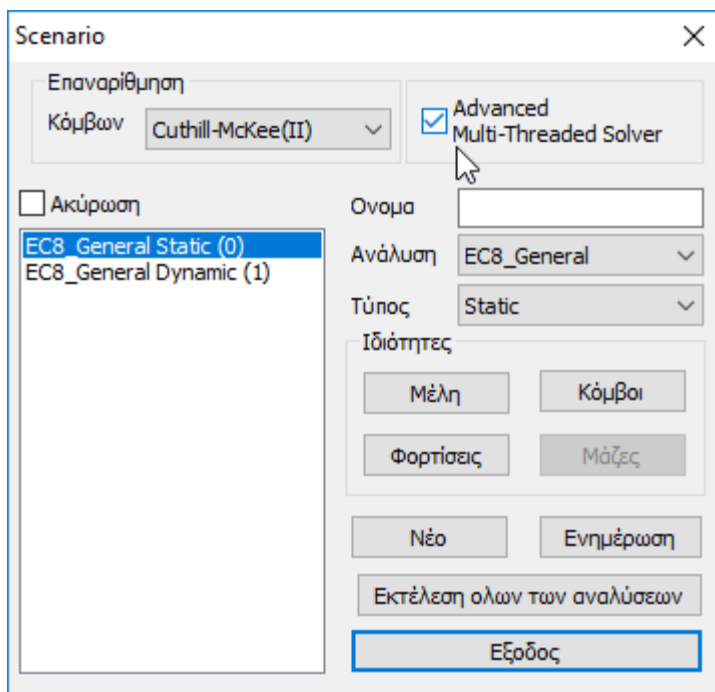 Scenario
Επαναρίθμηση
Κόμβων
Cuthill-McKee(II)
Advanced
Multi-Threaded Solver
Ακύρωση
EC8_General Static (0)
EC8_General Dynamic (1)
Ονομα
Ανάλυση
EC8_General
Τύπος
Static
Ιδιότητες
Μέλη
Κόμβοι
Φορτίσεις
Μάζες
Νέο
Ενημέρωση
Εκτέλεση ολων των αναλύσεων
Εξοδος